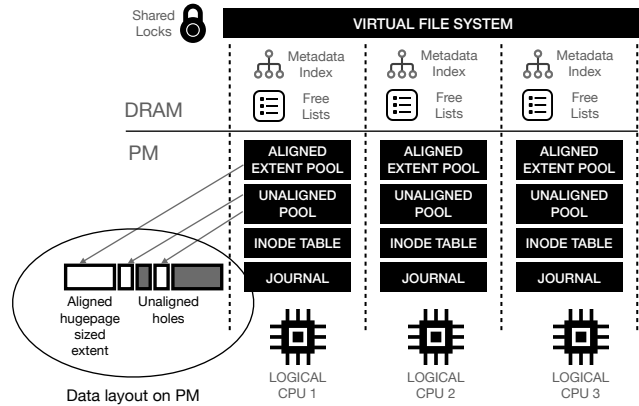 Shared
Locks
VIRTUAL FILE SYSTEM
Metadata
Index
Metadata
Index
Metadata
Index
Free
Lists
Free
Lists
Free
Lists
DRAM
PM
ALIGNED
EXTENT POOL
ALIGNED
EXTENT POOL
ALIGNED
EXTENT POOL
UNALIGNED
POOL
UNALIGNED
POOL
UNALIGNED
POOL
INODE TABLE
INODE TABLE
INODE TABLE
JOURNAL
JOURNAL
JOURNAL
Aligned
hugepage
sized
extent
Unaligned
holes
Data layout on PM
LOGICAL
CPU 1
LOGICAL
CPU 2
LOGICAL
CPU 3